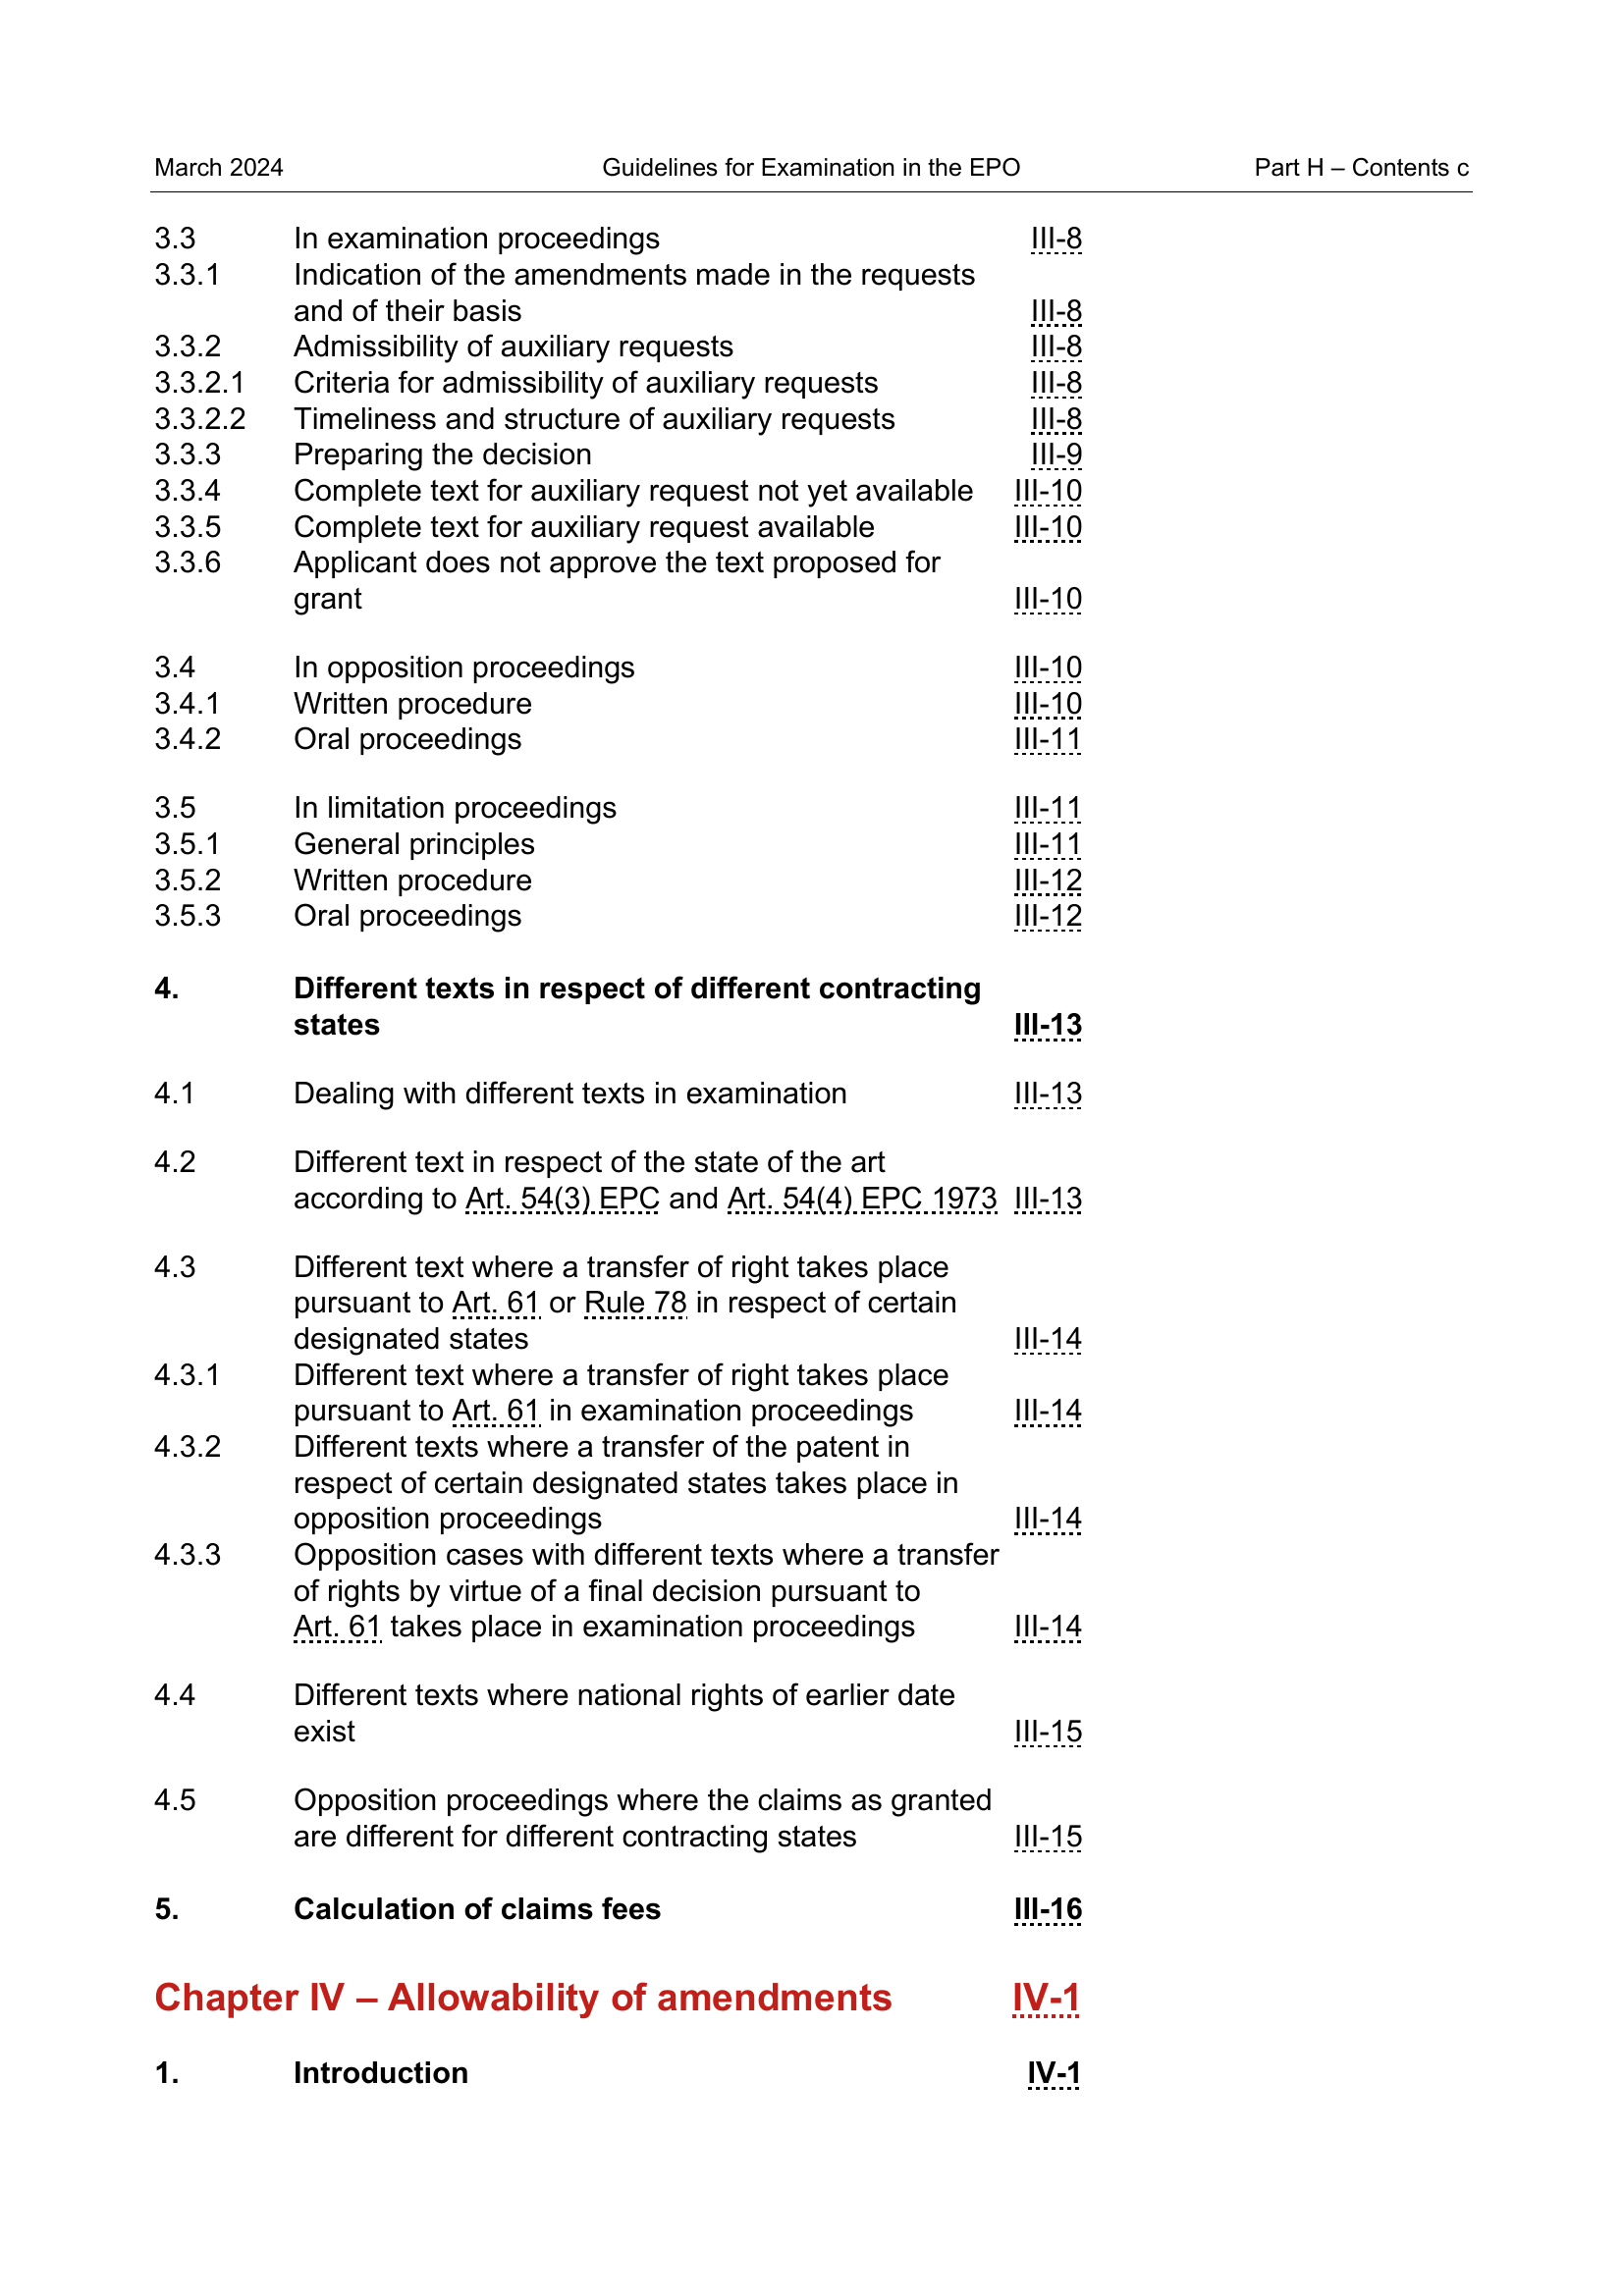 March 2024 Guidelines for Examination in the EPO Part H – Contents c
3.3 In examination proceedings III-8
3.3.1 Indication of the amendments made in the requests
and of their basis III-8
3.3.2 Admissibility of auxiliary requests III-8
3.3.2.1 Criteria for admissibility of auxiliary requests III-8
3.3.2.2 Timeliness and structure of auxiliary requests III-8
3.3.3 Preparing the decision III-9
3.3.4 Complete text for auxiliary request not yet available III-10
3.3.5 Complete text for auxiliary request available III-10
3.3.6 Applicant does not approve the text proposed for
grant III-10
3.4 In opposition proceedings III-10
3.4.1 Written procedure III-10
3.4.2 Oral proceedings III-11
3.5 In limitation proceedings III-11
3.5.1 General principles III-11
3.5.2 Written procedure III-12
3.5.3 Oral proceedings III-12
4. Different texts in respect of different contracting
states III-13
4.1 Dealing with different texts in examination III-13
4.2 Different text in respect of the state of the art
according to Art. 54(3) EPC and Art. 54(4) EPC 1973 III-13
4.3 Different text where a transfer of right takes place
pursuant to Art. 61 or Rule 78 in respect of certain
designated states III-14
4.3.1 Different text where a transfer of right takes place
pursuant to Art. 61 in examination proceedings III-14
4.3.2 Different texts where a transfer of the patent in
respect of certain designated states takes place in
opposition proceedings III-14
4.3.3 Opposition cases with different texts where a transfer
of rights by virtue of a final decision pursuant to
Art. 61 takes place in examination proceedings III-14
4.4 Different texts where national rights of earlier date
exist III-15
4.5 Opposition proceedings where the claims as granted
are different for different contracting states III-15
5. Calculation of claims fees III-16
Chapter IV – Allowability of amendments IV-1
1. Introduction IV-1